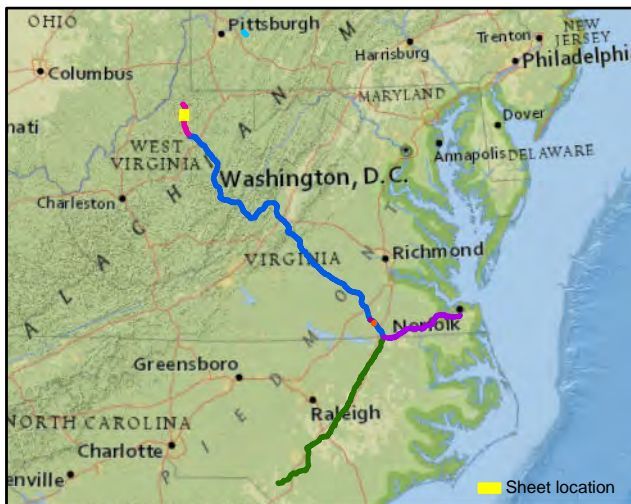 OHIO
Pittsburgh
NEW
JERSEY
Trenton
Harrisburg
Philadelphia
Columbus
MARYLAND
Dover
nati
WEST
VIRGINIA
Annapolis
DELAWARE
Washington, D.C.
Charleston
Richmond
VIRGINIA
Norfolk
A L A C H A N M
P I E D M O N T
Greensboro
Raleigh
NORTH CAROLINA
Charlotte
enville
Sheet location